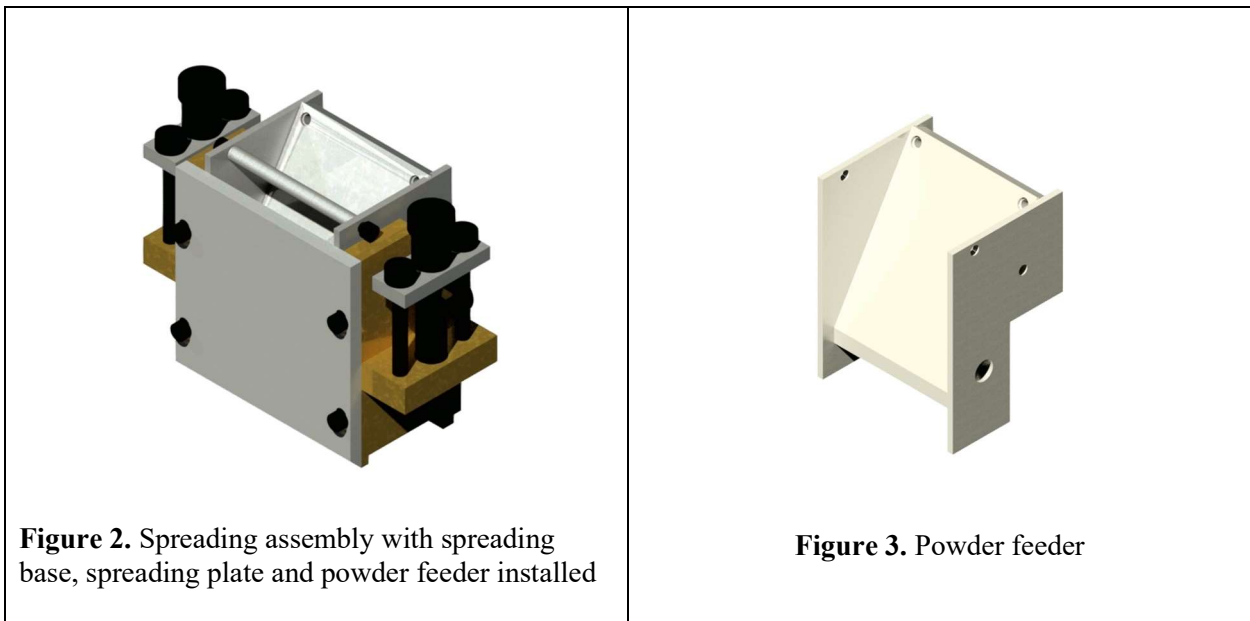 Figure 2. Spreading assembly with spreading
base, spreading plate and powder feeder installed
Figure 3. Powder feeder